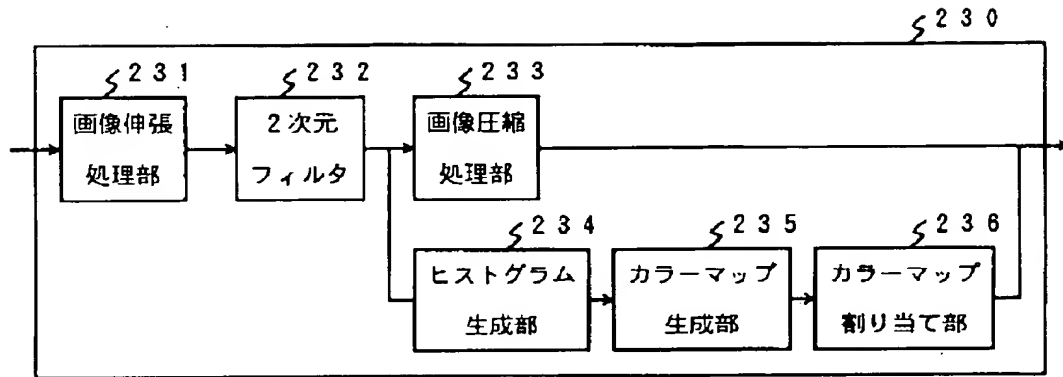 ２３０
２３１
画像伸張
処理部
２３２
２次元
フィルタ
２３３
画像圧縮
処理部
２３４
ヒストグラム
生成部
２３５
カラーマップ
生成部
２３６
カラーマップ
割り当て部